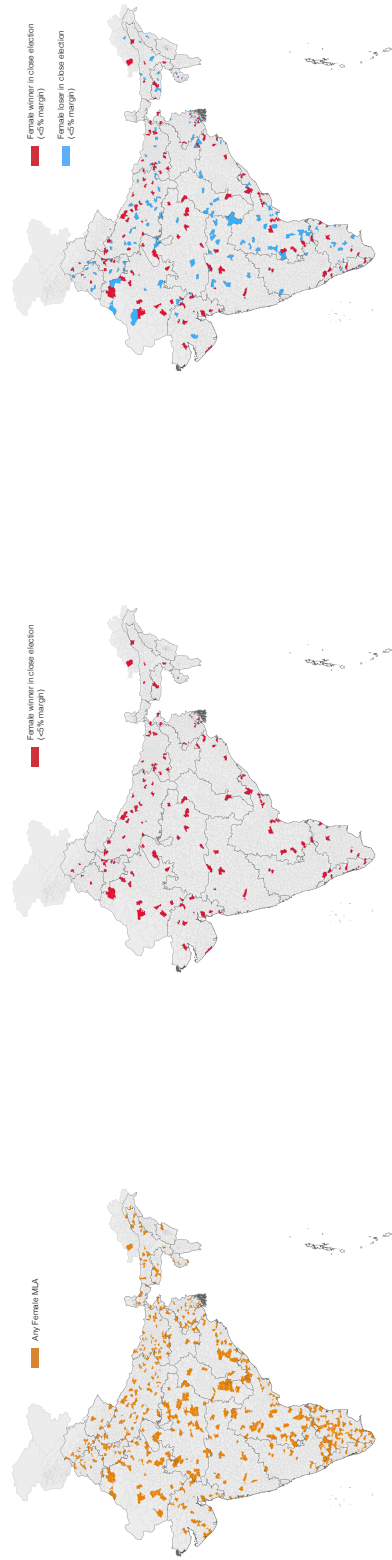 Any Female MLA
Female winner in close election
(<5% margin)
Female winner in close election
(<5% margin)
Female loser in close election
(<5% margin)